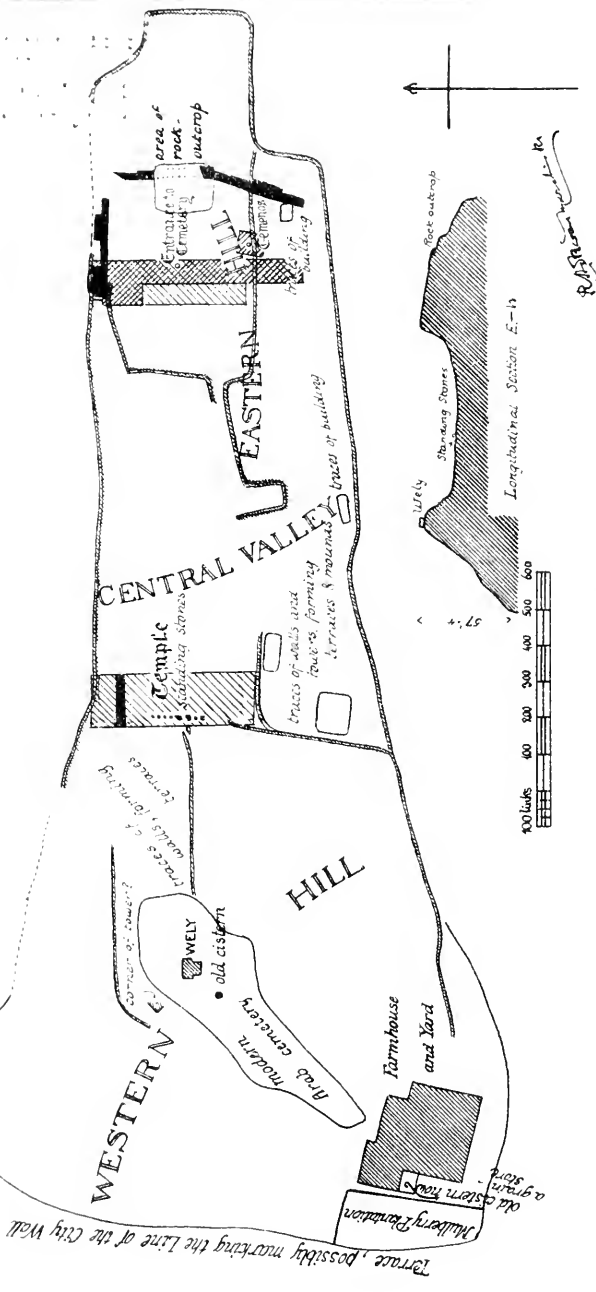 WESTERN
HILL
CENTRAL VALLEY
EASTERN
HILL
Terrace, possibly marking the Line of the City Wall
Mulberry Plantation
old cistern now
a grain
store
Farmhouse
and Yard
modern
Arab cemetery
WELY
old cistern
corner of tower?
traces of
walls, forming
terraces
Temple
Standing Stones
traces of walls and
towers, forming
terraces & mounds
traces of building
traces of
building
Entrance to
Cemetery
area of
rock-
outcrop
100 Links
100
200
300
400
500
600
Wely
Standing Stones
Rock outcrop
Longitudinal Section E.-W